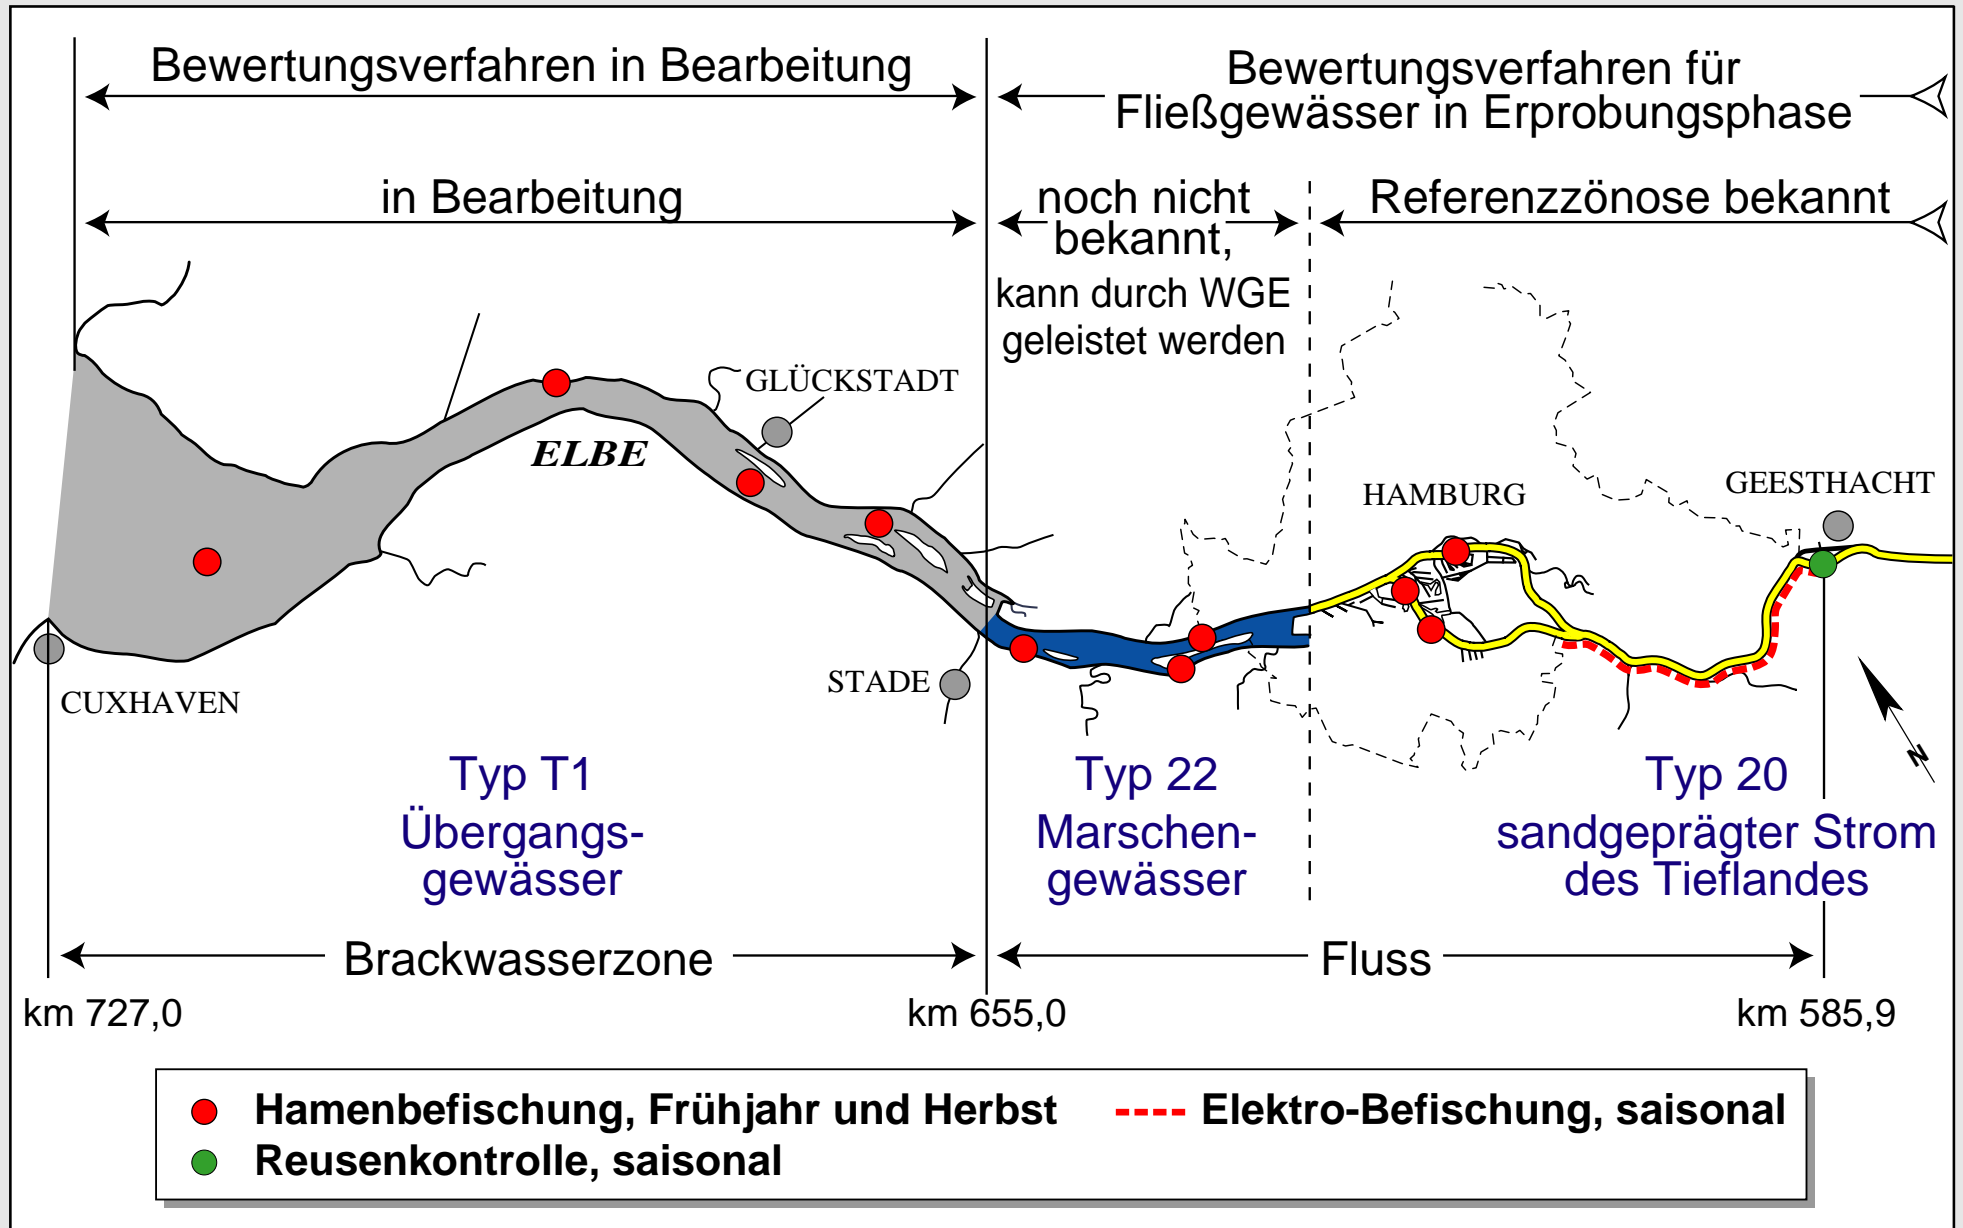 Bewertungsverfahren in Bearbeitung
Bewertungsverfahren für
Fließgewässer in Erprobungsphase
in Bearbeitung
noch nicht
bekannt,
kann durch WGE
geleistet werden
Referenzzönose bekannt
GLÜCKSTADT
ELBE
HAMBURG
GEESTHACHT
STADE
CUXHAVEN
N
Typ T1
Übergangs-
gewässer
Typ 22
Marschen-
gewässer
Typ 20
sandgeprägter Strom
des Tieflandes
Brackwasserzone
Fluss
km 727,0
km 655,0
km 585,9
Hamenbefischung, Frühjahr und Herbst
Elektro-Befischung, saisonal
Reusenkontrolle, saisonal